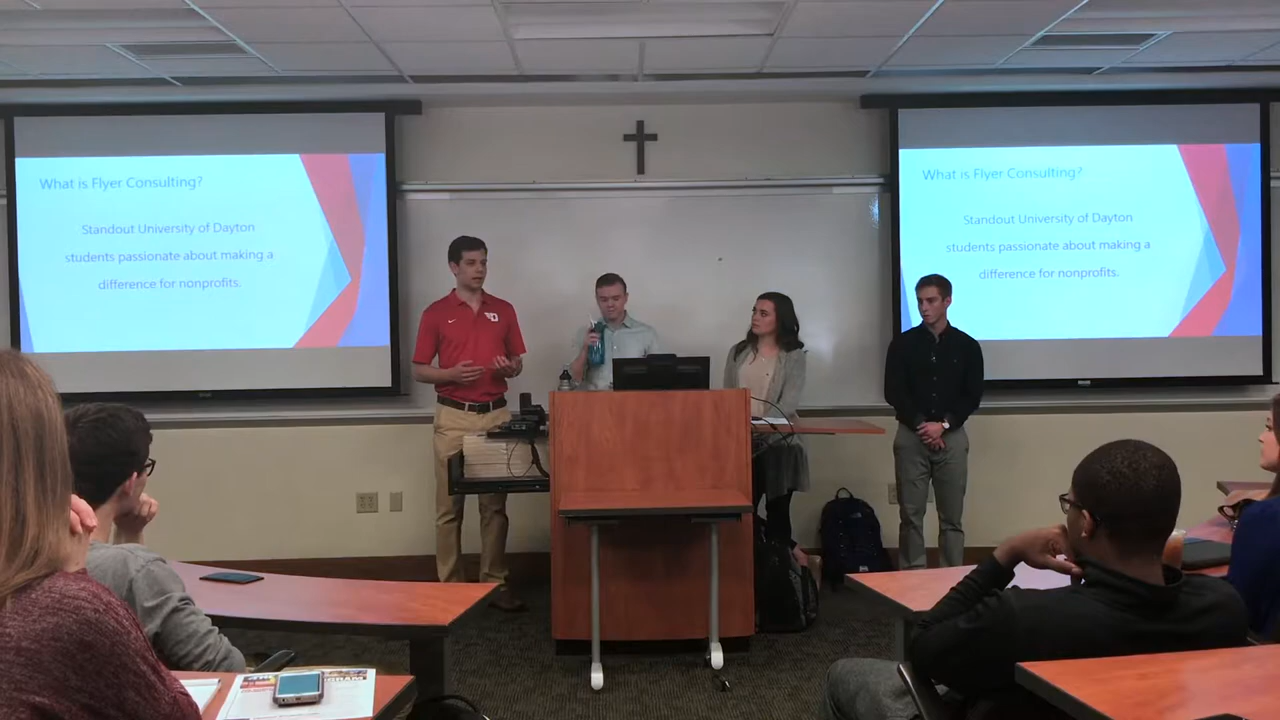 What is Flyer Consulting?
Standout University of Dayton
students passionate about making a
difference for nonprofits.
What is Flyer Consulting?
Standout University of Dayton
students passionate about making a
difference for nonprofits.